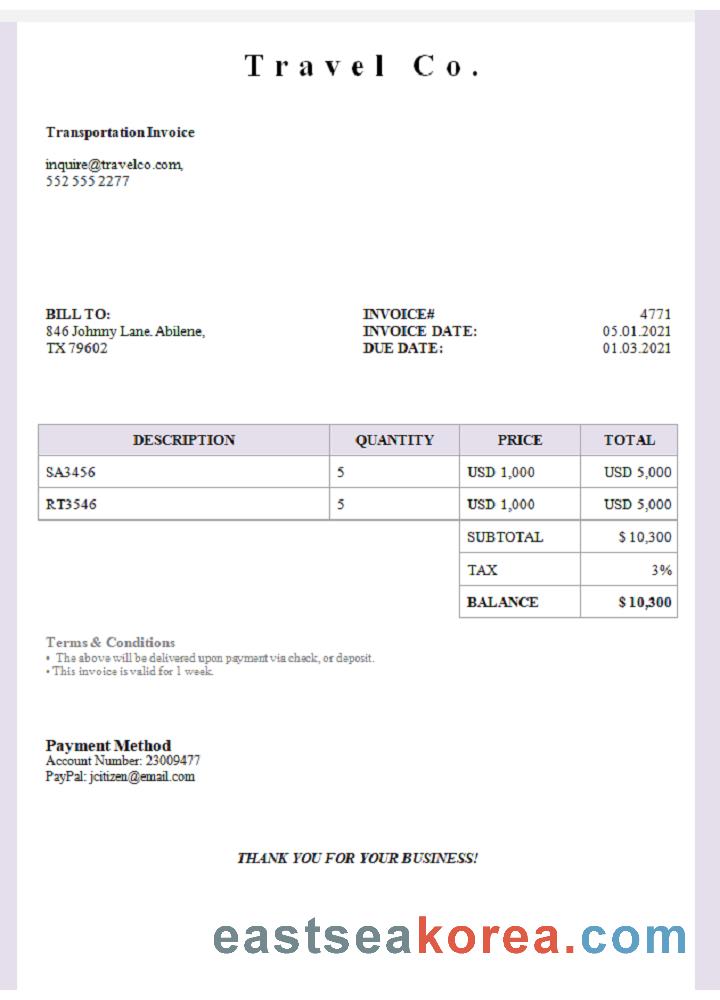 Travel Co.
Transportation Invoice
inquire@travelco.com,
552 555 2277
BILL TO:
846 Johnny Lane. Abilene,
TX 79602
INVOICE# 4771
INVOICE DATE: 05.01.2021
DUE DATE: 01.03.2021
DESCRIPTION QUANTITY PRICE TOTAL
SA3456 5 USD 1,000 USD 5,000
RT3546 5 USD 1,000 USD 5,000
SUBTOTAL $ 10,300
TAX 3%
BALANCE $ 10,300
Terms & Conditions
• The above will be delivered upon payment via check, or deposit.
• This invoice is valid for 1 week.
Payment Method
Account Number: 23009477
PayPal: jcitizen@email.com
THANK YOU FOR YOUR BUSINESS!
eastseakorea.com